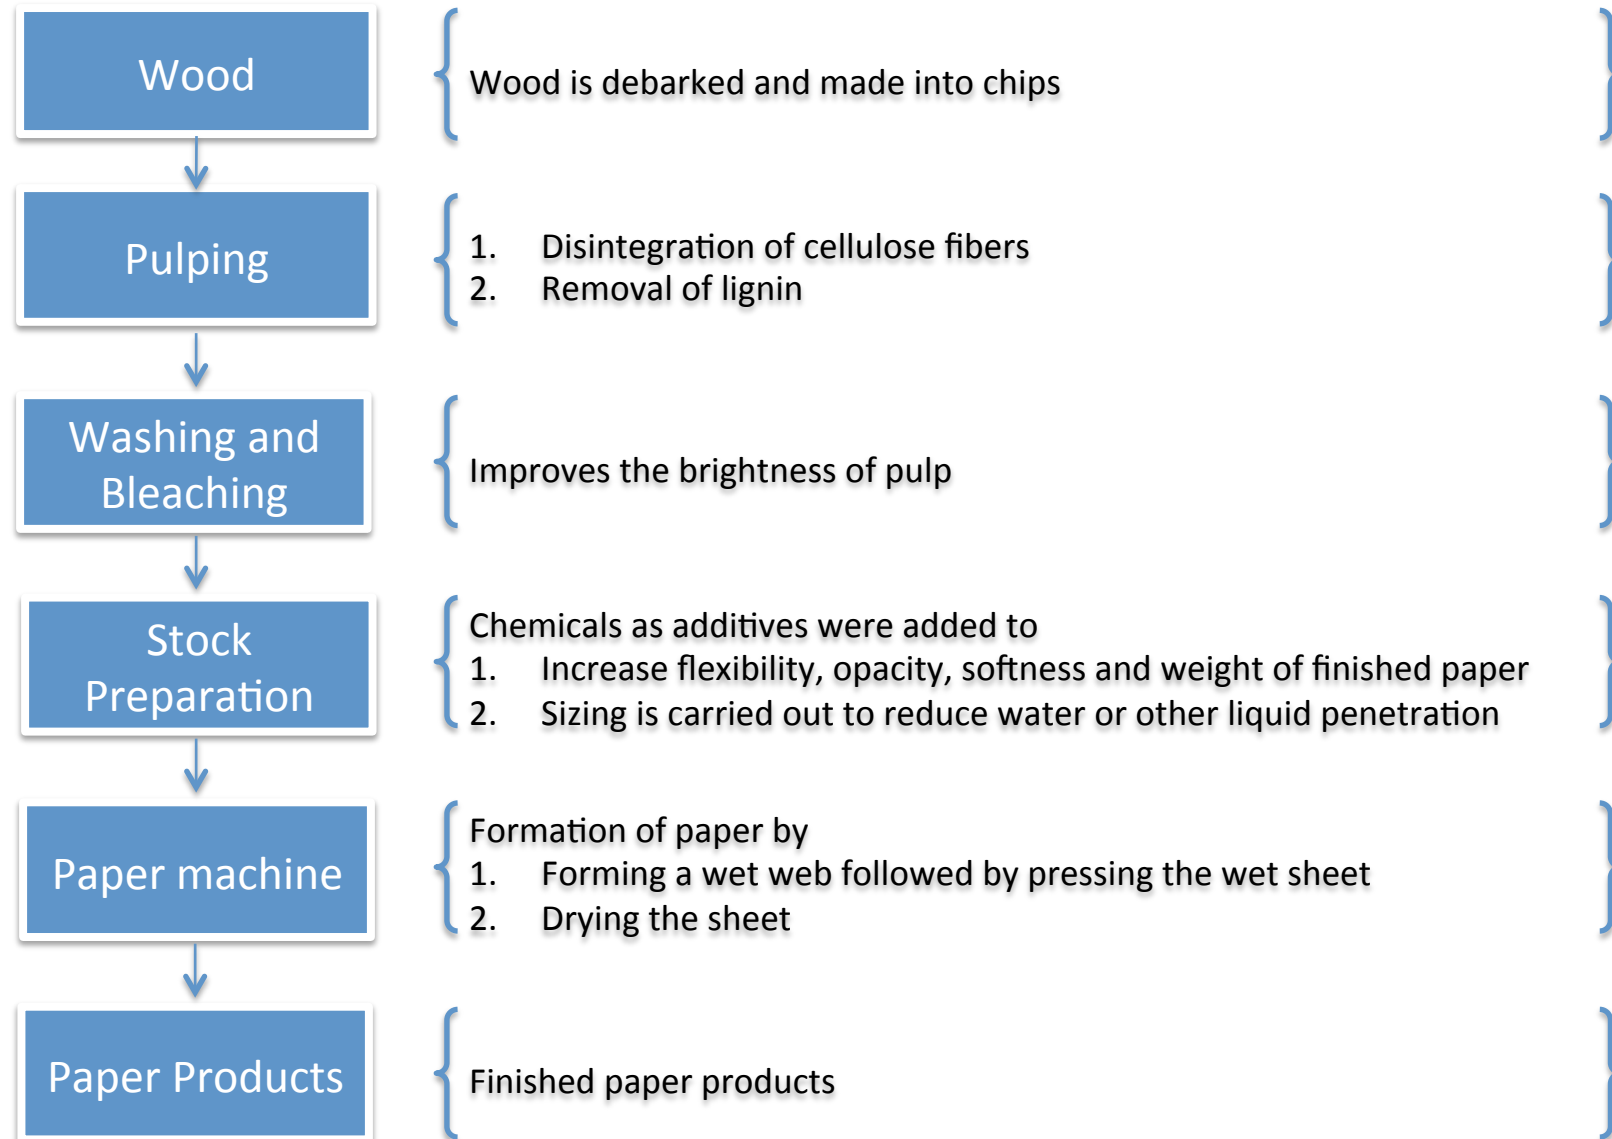 Wood
Wood is debarked and made into chips
Pulping
1. Disintegration of cellulose fibers
2. Removal of lignin
Washing and
Bleaching
Improves the brightness of pulp
Stock
Preparation
Chemicals as additives were added to
1. Increase flexibility, opacity, softness and weight of finished paper
2. Sizing is carried out to reduce water or other liquid penetration
Paper machine
Formation of paper by
1. Forming a wet web followed by pressing the wet sheet
2. Drying the sheet
Paper Products
Finished paper products